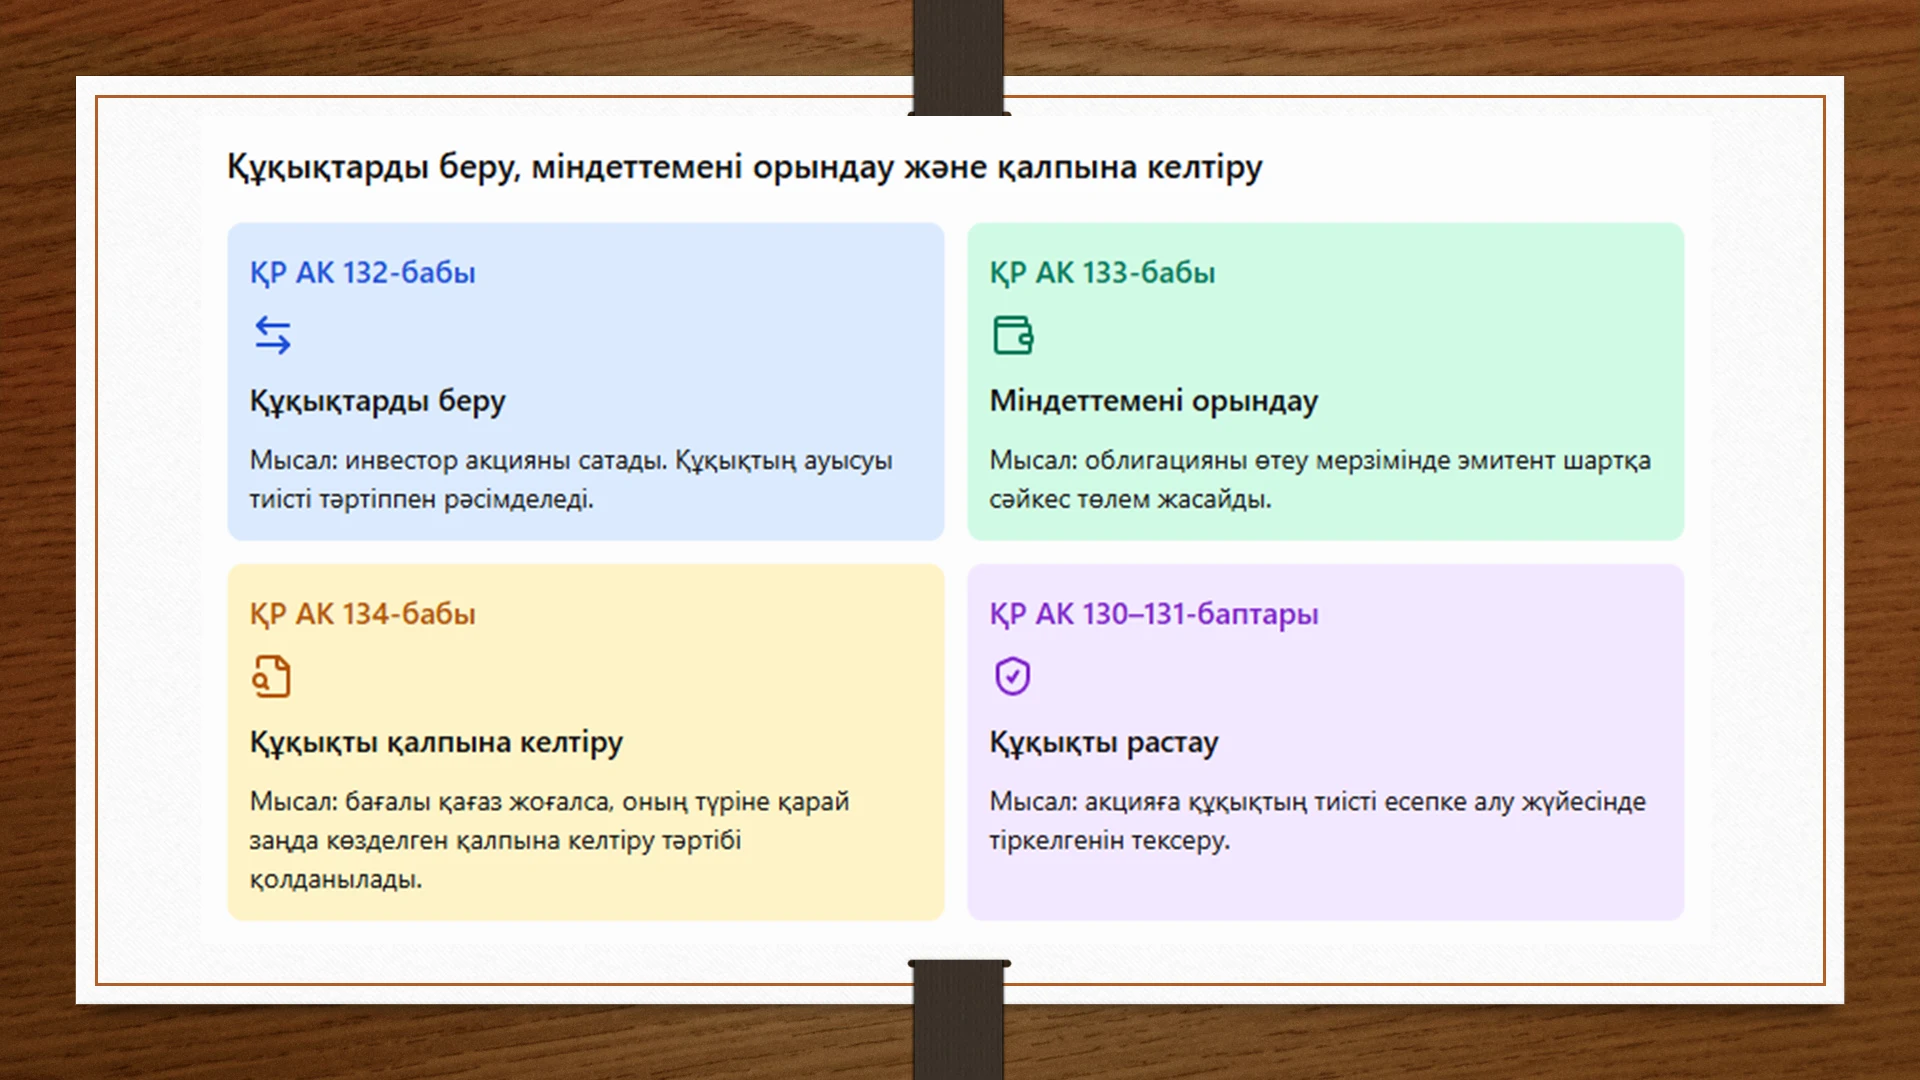 Құқықтарды беру, міндеттемені орындау және қалпына келтіру
ҚР АК 132-бабы
Құқықтарды беру
Мысал: инвестор акцияны сатады. Құқықтың ауысуы
тиісті тәртіппен рәсімделеді.
ҚР АК 133-бабы
Міндеттемені орындау
Мысал: облигацияны өтеу мерзімінде эмитент шартқа
сәйкес төлем жасайды.
ҚР АК 134-бабы
Құқықты қалпына келтіру
Мысал: бағалы қағаз жоғалса, оның түріне қарай
заңда көзделген қалпына келтіру тәртібі
қолданылады.
ҚР АК 130–131-баптары
Құқықты растау
Мысал: акцияға құқықтың тиісті есепке алу жүйесінде
тіркелгенін тексеру.